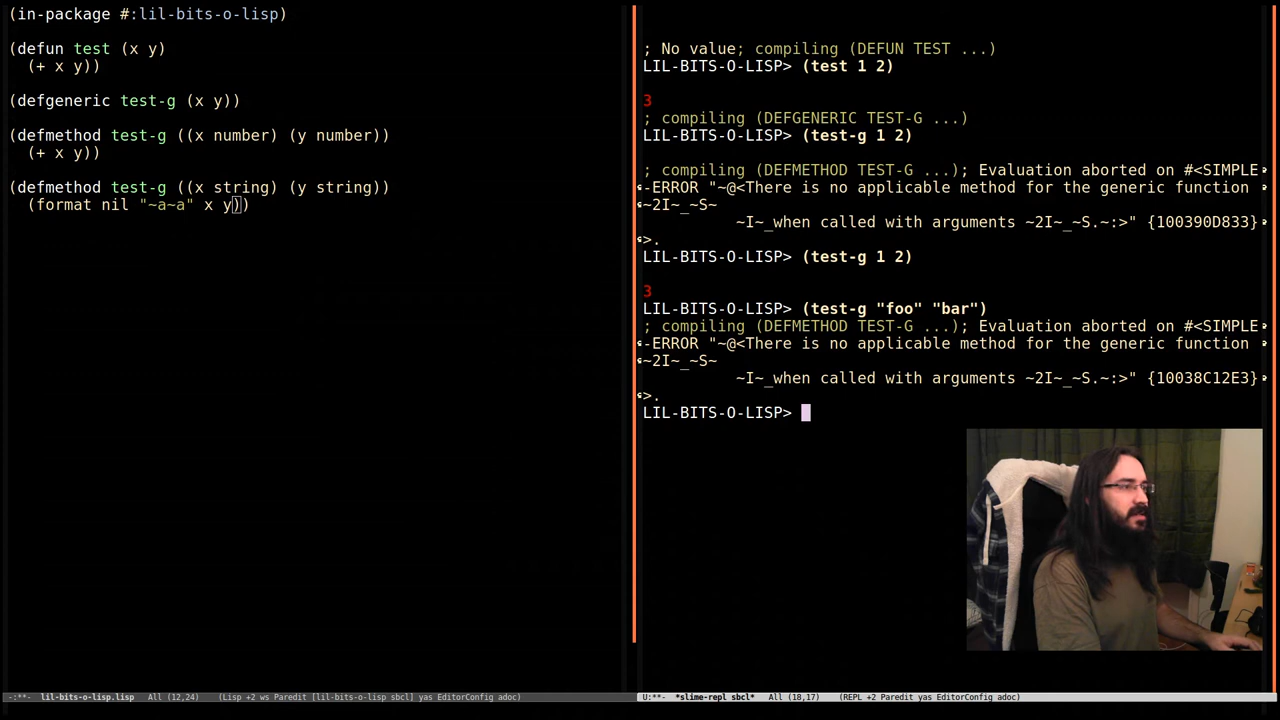 (in-package #:lil-bits-o-lisp)
(defun test (x y)
(+ x y))
(defgeneric test-g (x y))
(defmethod test-g ((x number) (y number))
(+ x y))
(defmethod test-g ((x string) (y string))
(format nil "~a~a" x y))
-:**- lil-bits-o-lisp.lisp All (12,24) (Lisp +2 ws Paredit [lil-bits-o-lisp sbcl] yas EditorConfig adoc)
; No value; compiling (DEFUN TEST ...)
LIL-BITS-O-LISP> (test 1 2)
3
; compiling (DEFGENERIC TEST-G ...)
LIL-BITS-O-LISP> (test-g 1 2)
; compiling (DEFMETHOD TEST-G ...); Evaluation aborted on #<SIMPLE
-ERROR "~@<There is no applicable method for the generic function
~2I~_~S~
~I~_when called with arguments ~2I~_~S.~:>" {100390D833}
>.
LIL-BITS-O-LISP> (test-g 1 2)
3
LIL-BITS-O-LISP> (test-g "foo" "bar")
; compiling (DEFMETHOD TEST-G ...); Evaluation aborted on #<SIMPLE
-ERROR "~@<There is no applicable method for the generic function
~2I~_~S~
~I~_when called with arguments ~2I~_~S.~:>" {10038C12E3}
>.
LIL-BITS-O-LISP>
U:**- *slime-repl sbcl* All (18,17) (REPL +2 Paredit yas EditorConfig adoc)